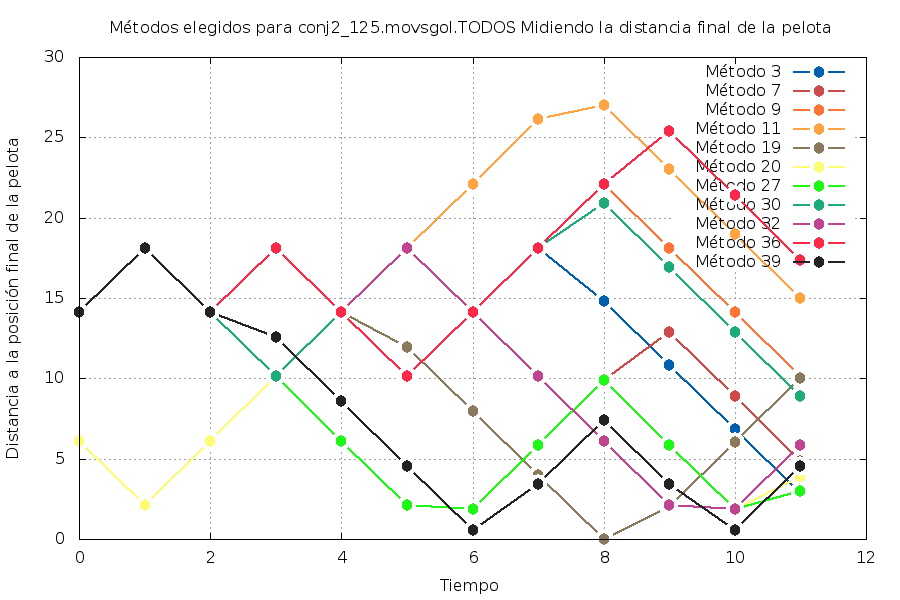 Métodos elegidos para conj2_125.movsgol.TODOS Midiendo la distancia final de la pelota
Distancia a la posición final de la pelota
30
25
20
15
10
5
0
Método 3
Método 7
Método 9
Método 11
Método 19
Método 20
Método 27
Método 30
Método 32
Método 36
Método 39
0 2 4 6 8 10 12
Tiempo